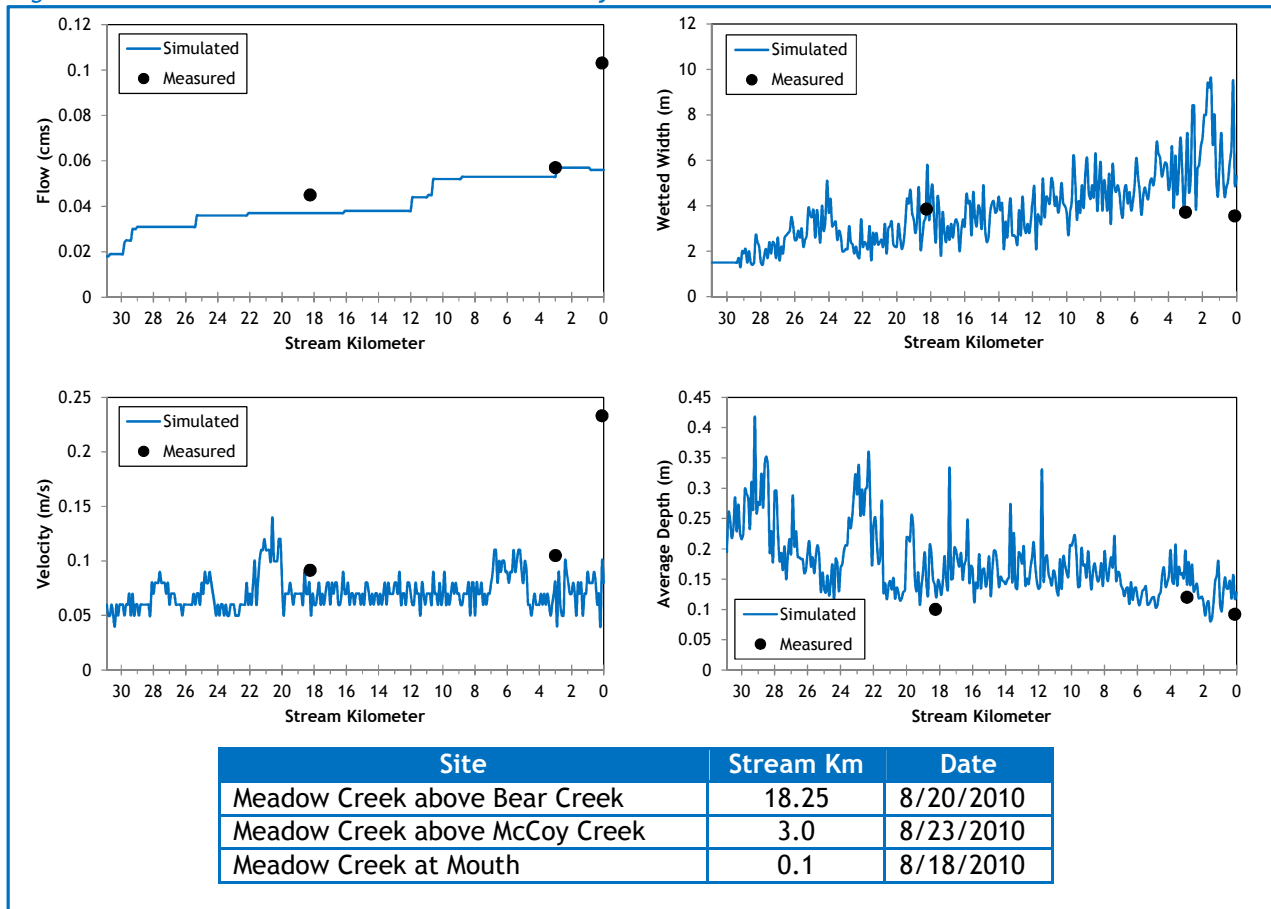 Simulated
Measured
Flow (cms)
0.12
0.1
0.08
0.06
0.04
0.02
0
30 28 26 24 22 20 18 16 14 12 10 8 6 4 2 0
Stream Kilometer
Simulated
Measured
Wetted Width (m)
12
10
8
6
4
2
0
30 28 26 24 22 20 18 16 14 12 10 8 6 4 2 0
Stream Kilometer
Simulated
Measured
Velocity (m/s)
0.25
0.2
0.15
0.1
0.05
0
30 28 26 24 22 20 18 16 14 12 10 8 6 4 2 0
Stream Kilometer
Simulated
Measured
Average Depth (m)
0.45
0.4
0.35
0.3
0.25
0.2
0.15
0.1
0.05
0
30 28 26 24 22 20 18 16 14 12 10 8 6 4 2 0
Stream Kilometer
Site Stream Km Date
Meadow Creek above Bear Creek 18.25 8/20/2010
Meadow Creek above McCoy Creek 3.0 8/23/2010
Meadow Creek at Mouth 0.1 8/18/2010